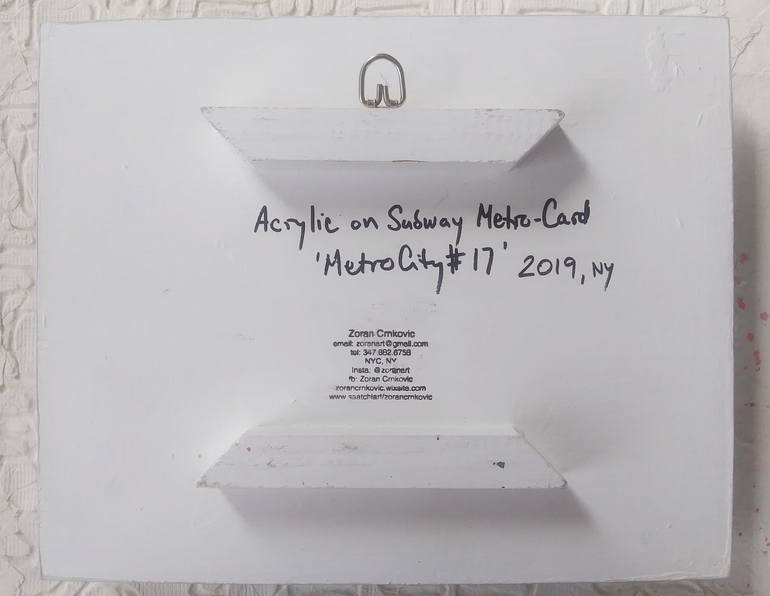 Acrylic on Subway Metro-Card
'MetroCity#17' 2019, NY
Zoran Crnkovic
email: zoranart@gmail.com
tel: 347.882.6758
NYC, NY
Insta: @zoranart
fb: Zoran Crnkovic
zorancrnkovic.wixsite.com
www.saatchiart/zorancrnkovic